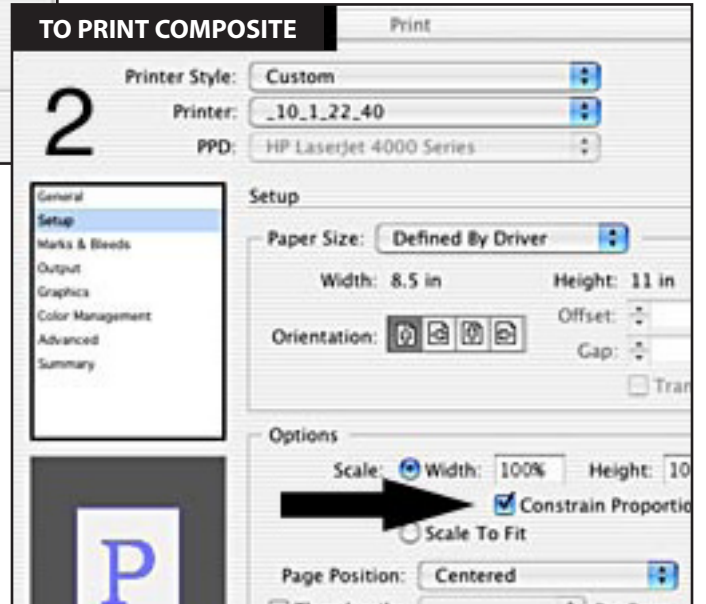 TO PRINT COMPOSITE
Print
2
Printer Style: Custom
Printer: _10_1_22_40
PPD: HP LaserJet 4000 Series
General
Setup
Marks & Bleeds
Output
Graphics
Color Management
Advanced
Summary
Setup
Paper Size: Defined By Driver
Width: 8.5 in Height: 11 in
Orientation: Offset:
Gap:
Tran
Options
Scale: Width: 100% Height: 10
Constrain Proportio
Scale To Fit
Page Position: Centered
P